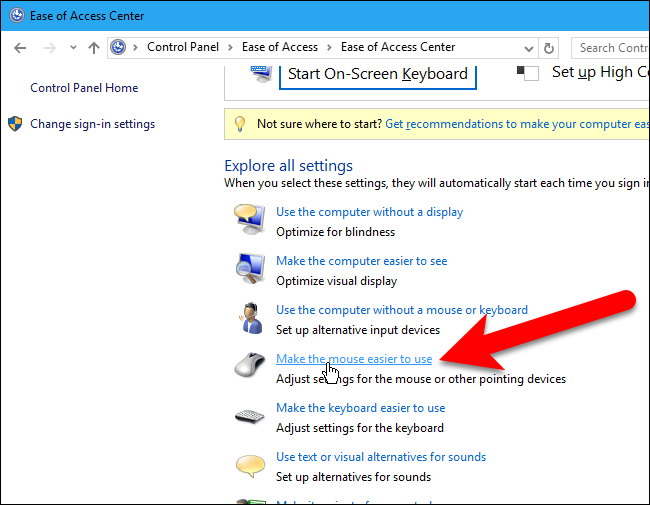 Ease of Access Center
Control Panel Ease of Access Ease of Access Center
Search Contr
Control Panel Home
Change sign-in settings
Start On-Screen Keyboard
Set up High Co
Not sure where to start? Get recommendations to make your computer eas
Explore all settings
When you select these settings, they will automatically start each time you sign in
Use the computer without a display
Optimize for blindness
Make the computer easier to see
Optimize visual display
Use the computer without a mouse or keyboard
Set up alternative input devices
Make the mouse easier to use
Adjust settings for the mouse or other pointing devices
Make the keyboard easier to use
Adjust settings for the keyboard
Use text or visual alternatives for sounds
Set up alternatives for sounds